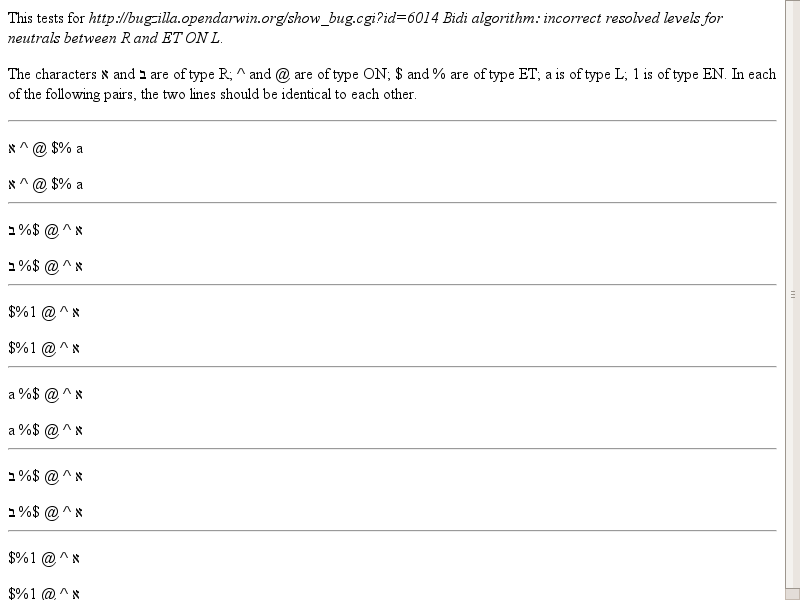 This tests for http://bugzilla.opendarwin.org/show_bug.cgi?id=6014 Bidi algorithm: incorrect resolved levels for
neutrals between R and ET ON L.
The characters א and ב are of type R; ^ and @ are of type ON; $ and % are of type ET; a is of type L; 1 is of type EN. In each
of the following pairs, the two lines should be identical to each other.
א ^ @ $% a
א ^ @ $% a
א ^ @ $% ב
א ^ @ $% ב
א ^ @ $%1
א ^ @ $%1
א ^ @ $% a
א ^ @ $% a
א ^ @ $% ב
א ^ @ $% ב
א ^ @ $%1
א ^ @ $%1